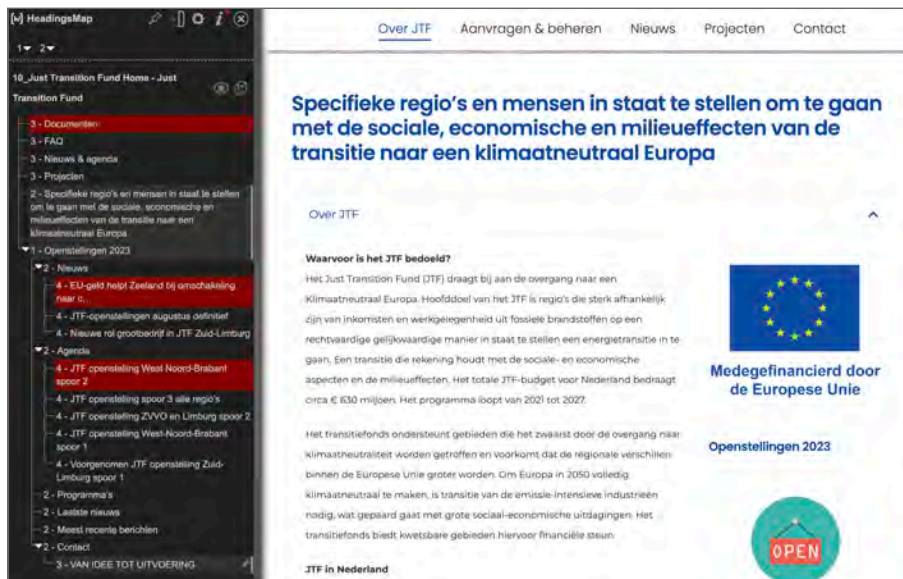 HeadingsMap
1 2
10_Just Transition Fund Home - Just
Transition Fund
3 - Documenten
3 - FAQ
3 - Nieuws & agenda
3 - Projecten
2 - Specifieke regio's en mensen in staat te stellen
om te gaan met de sociale, economische en
milieueffecten van de transitie naar een
klimaatneutraal Europa
1 - Openstellingen 2023
2 - Nieuws
4 - EU-geld helpt Zeeland bij omschakeling
naar c...
4 - JTF-openstellingen augustus definitief
4 - Nieuwe rol grootbedrijf in JTF Zuid-Limburg
2 - Agenda
4 - JTF openstelling West Noord-Brabant
spoor 2
4 - JTF openstelling spoor 3 alle regio's
4 - JTF openstelling ZVVO en Limburg spoor 2
4 - JTF openstelling West-Noord-Brabant
spoor 1
4 - Voorgenomen JTF openstelling Zuid-
Limburg spoor 1
2 - Programma's
2 - Laatste nieuws
2 - Meest recente berichten
2 - Contact
3 - VAN IDEE TOT UITVOERING
Over JTF Aanvragen & beheren Nieuws Projecten Contact
Specifieke regio's en mensen in staat te stellen om te gaan
met de sociale, economische en milieueffecten van de
transitie naar een klimaatneutraal Europa
Over JTF
Waarvoor is het JTF bedoeld?
Het Just Transition Fund (JTF) draagt bij aan de overgang naar een
Klimaatneutraal Europa. Hoofddoel van het JTF is regio's die sterk afhankelijk
zijn van inkomsten en werkgelegenheid uit fossiele brandstoffen op een
rechtvaardige gelijkwaardige manier in staat te stellen een energietransitie in te
gaan. Een transitie die rekening houdt met de sociale- en economische
aspecten en de milieueffecten. Het totale JTF-budget voor Nederland bedraagt
circa € 630 miljoen. Het programma loopt van 2021 tot 2027.
Het transitiefonds ondersteunt gebieden die het zwaarst door de overgang naar
klimaatneutraliteit worden getroffen en voorkomt dat de regionale verschillen
binnen de Europese Unie groter worden. Om Europa in 2050 volledig
klimaatneutraal te maken, is transitie van de emissie-intensieve industrieën
nodig, wat gepaard gaat met grote sociaal-economische uitdagingen. Het
transitiefonds biedt kwetsbare gebieden hiervoor financiële steun.
JTF in Nederland
Medegefinancierd door
de Europese Unie
Openstellingen 2023
OPEN